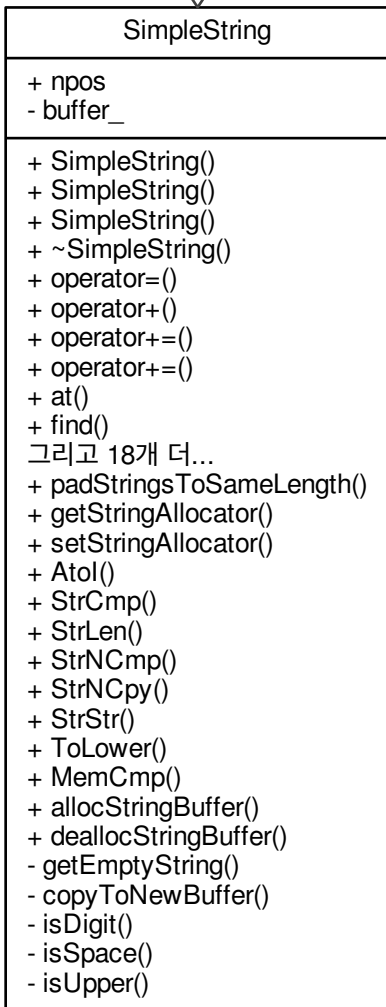 SimpleString
+ npos
- buffer_
+ SimpleString()
+ SimpleString()
+ SimpleString()
+ ~SimpleString()
+ operator=()
+ operator+()
+ operator+=()
+ operator+=()
+ at()
+ find()
그리고 18개 더...
+ padStringsToSameLength()
+ getStringAllocator()
+ setStringAllocator()
+ AtoI()
+ StrCmp()
+ StrLen()
+ StrNCmp()
+ StrNCpy()
+ StrStr()
+ ToLower()
+ MemCmp()
+ allocStringBuffer()
+ deallocStringBuffer()
- getEmptyString()
- copyToNewBuffer()
- isDigit()
- isSpace()
- isUpper()